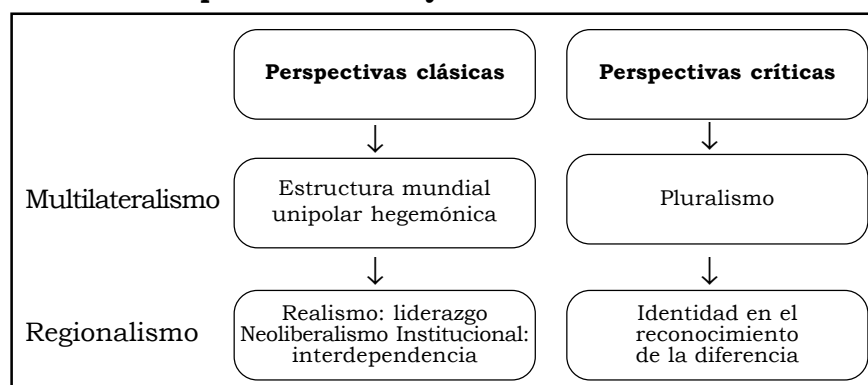 Perspectivas clásicas
Perspectivas críticas
Multilateralismo
Estructura mundial
unipolar hegemónica
Pluralismo
Regionalismo
Realismo: liderazgo
Neoliberalismo Institucional:
interdependencia
Identidad en el
reconocimiento
de la diferencia